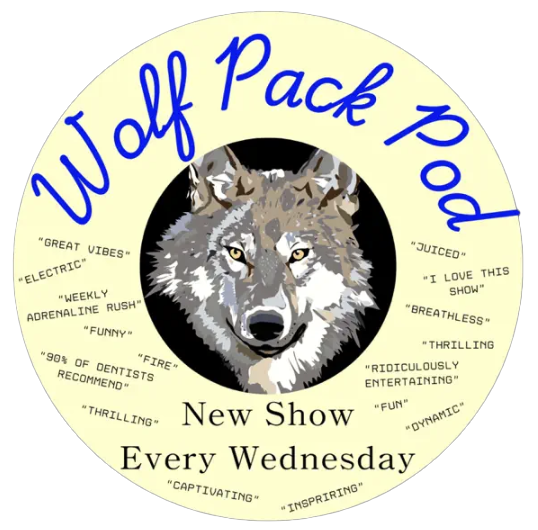 Wolf Pack Pod
"GREAT VIBES"
"ELECTRIC"
"WEEKLY
ADRENALINE RUSH"
"FUNNY"
"FIRE"
"90% OF DENTISTS
RECOMMEND"
"THRILLING"
"JUICED"
"I LOVE THIS
SHOW"
"BREATHLESS"
"THRILLING
"RIDICULOUSLY
ENTERTAINING"
"FUN"
"DYNAMIC"
New Show
Every Wednesday
"CAPTIVATING"
"INSPRIRING"